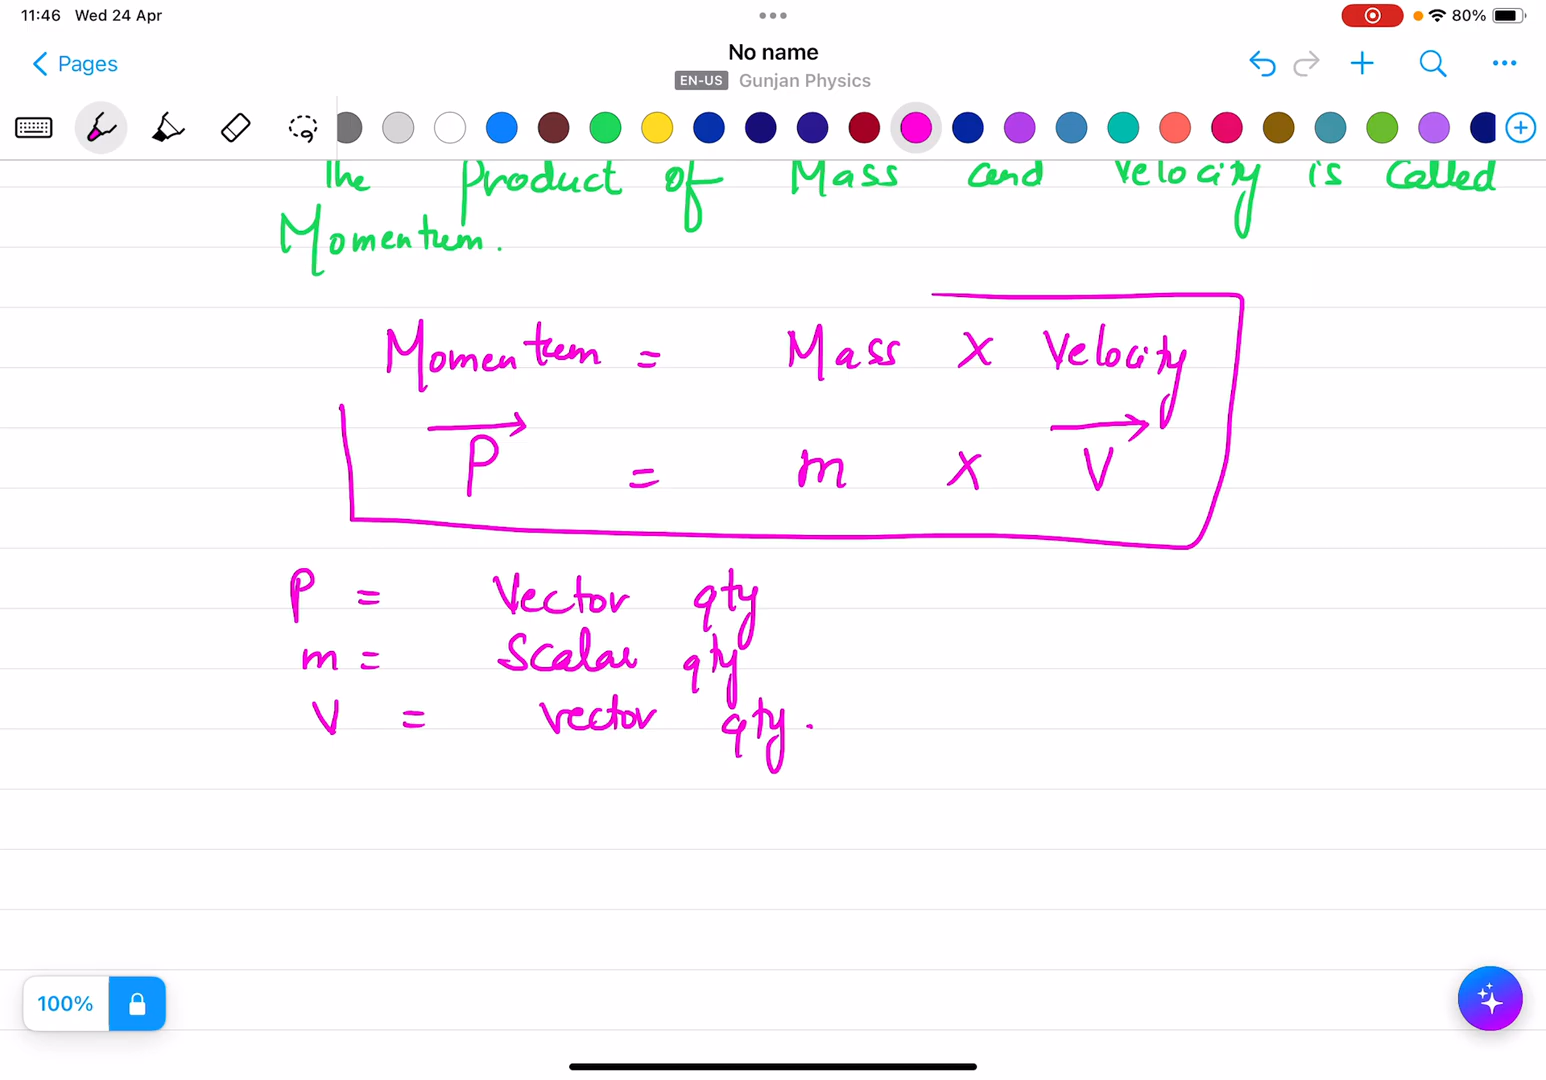 11:46 Wed 24 Apr
80%
Pages
No name
EN-US Gunjan Physics
The Product of Mass and Velocity is Called
Momentum.
Momentum = Mass X Velocity
P = m X V
P = Vector qty
m = Scalar qty
V = vector qty.
100%